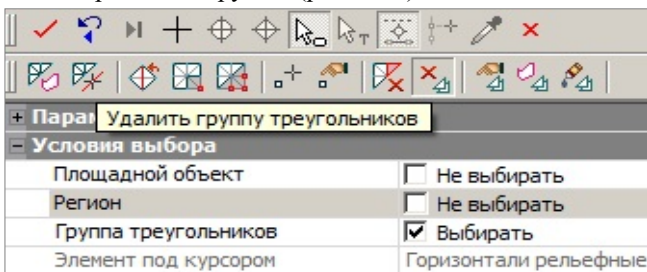 Парам
Удалить группу треугольников
Условия выбора
Площадной объект Не выбирать
Регион Не выбирать
Группа треугольников Выбирать
Элемент под курсором Горизонтали рельефные